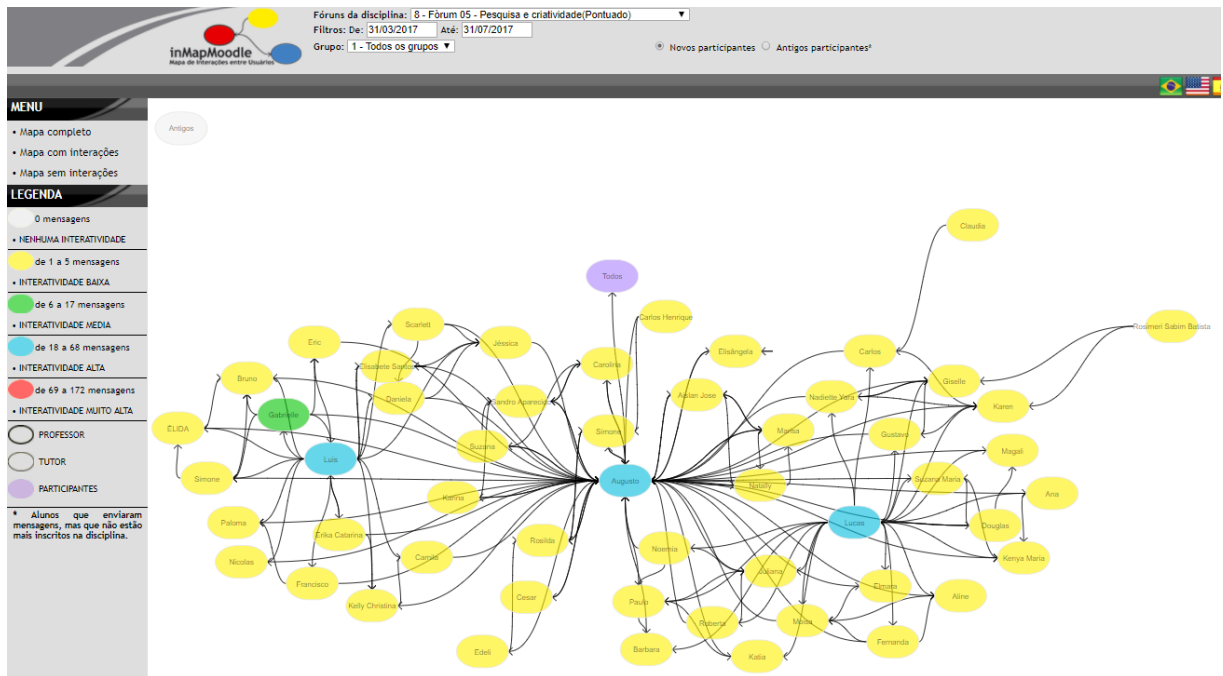 Fóruns da disciplina: 8 - Fòrum 05 - Pesquisa e criatividade(Pontuado)
Filtros: De: 31/03/2017 Até: 31/07/2017
Grupo: 1 - Todos os grupos
Novos participantes Antigos participantes*
inMapMoodle
Mapa de Interações entre Usuários
MENU
• Mapa completo
• Mapa com interações
• Mapa sem interações
LEGENDA
0 mensagens
• NENHUMA INTERATIVIDADE
de 1 a 5 mensagens
• INTERATIVIDADE BAIXA
de 6 a 17 mensagens
• INTERATIVIDADE MEDIA
de 18 a 68 mensagens
• INTERATIVIDADE ALTA
de 69 a 172 mensagens
• INTERATIVIDADE MUITO ALTA
PROFESSOR
TUTOR
PARTICIPANTES
* Alunos que enviaram
mensagens, mas que não estão
mais inscritos na disciplina.
Antigos
Claudia
Todos
Carlos Henrique
Rosimeri Sabim Batista
Scarlett
Eric
Jéssica
Elisângela
Carlos
Elisabete Santos
Carolina
Bruno
Giselle
Daniela
Sandro Aparecido
Aislan Jose
Nadiette Yara
Karen
Gabrielle
ÉLIDA
Simone
Marisa
Gustavo
Suzana
Magali
Luis
Simone
Augusto
Nataly
Suzana Maria
Karina
Ana
Paloma
Lucas
Douglas
Erika Catarina
Rosilda
Noemia
Nicolas
Camila
Kenya Maria
Juliana
Francisco
Elmara
Cesar
Paulo
Aline
Kelly Christina
Roberta
Maisa
Edeli
Barbara
Katia
Fernanda